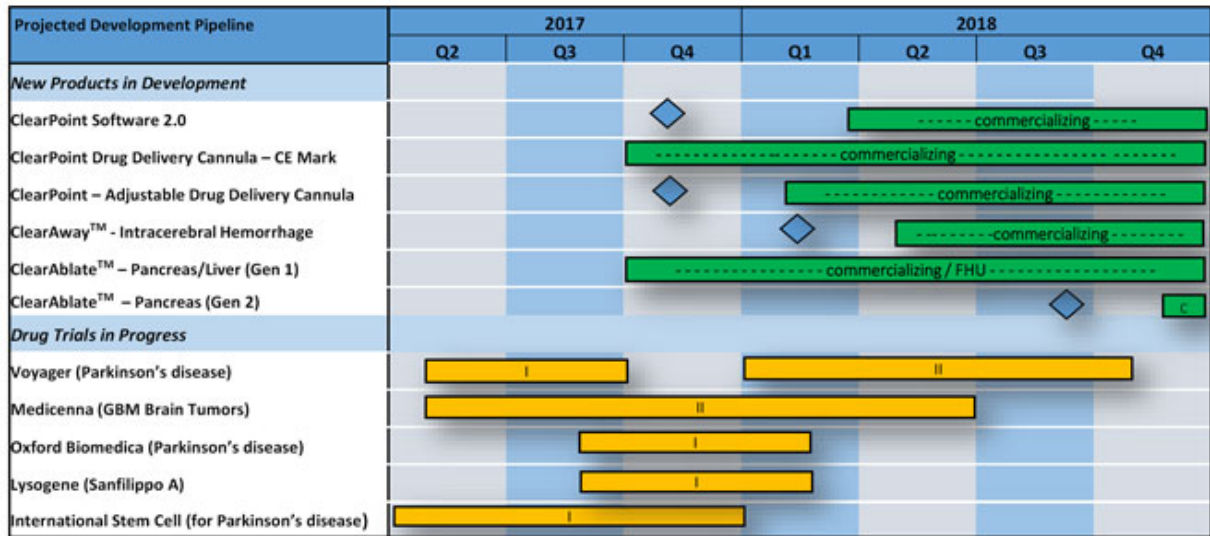 Projected Development Pipeline
2017 2018
Q2 Q3 Q4 Q1 Q2 Q3 Q4
New Products in Development
ClearPoint Software 2.0 - - - - - - commercializing - - - - -
ClearPoint Drug Delivery Cannula – CE Mark - - - - - - - - - - - - - - - - - - commercializing - - - - - - - - - - - - - - - - - - - - - -
ClearPoint – Adjustable Drug Delivery Cannula - - - - - - - - - - - - commercializing - - - - - - - - - - - -
ClearAway™ - Intracerebral Hemorrhage - - - - - - - - -commercializing - - - - - - - -
ClearAblate™ – Pancreas/Liver (Gen 1) - - - - - - - - - - - - - - - commercializing / FHU - - - - - - - - - - - - - - - - -
ClearAblate™ – Pancreas (Gen 2) C
Drug Trials in Progress
Voyager (Parkinson’s disease) I II
Medicenna (GBM Brain Tumors) II
Oxford Biomedica (Parkinson’s disease) I
Lysogene (Sanfilippo A) I
International Stem Cell (for Parkinson’s disease) I